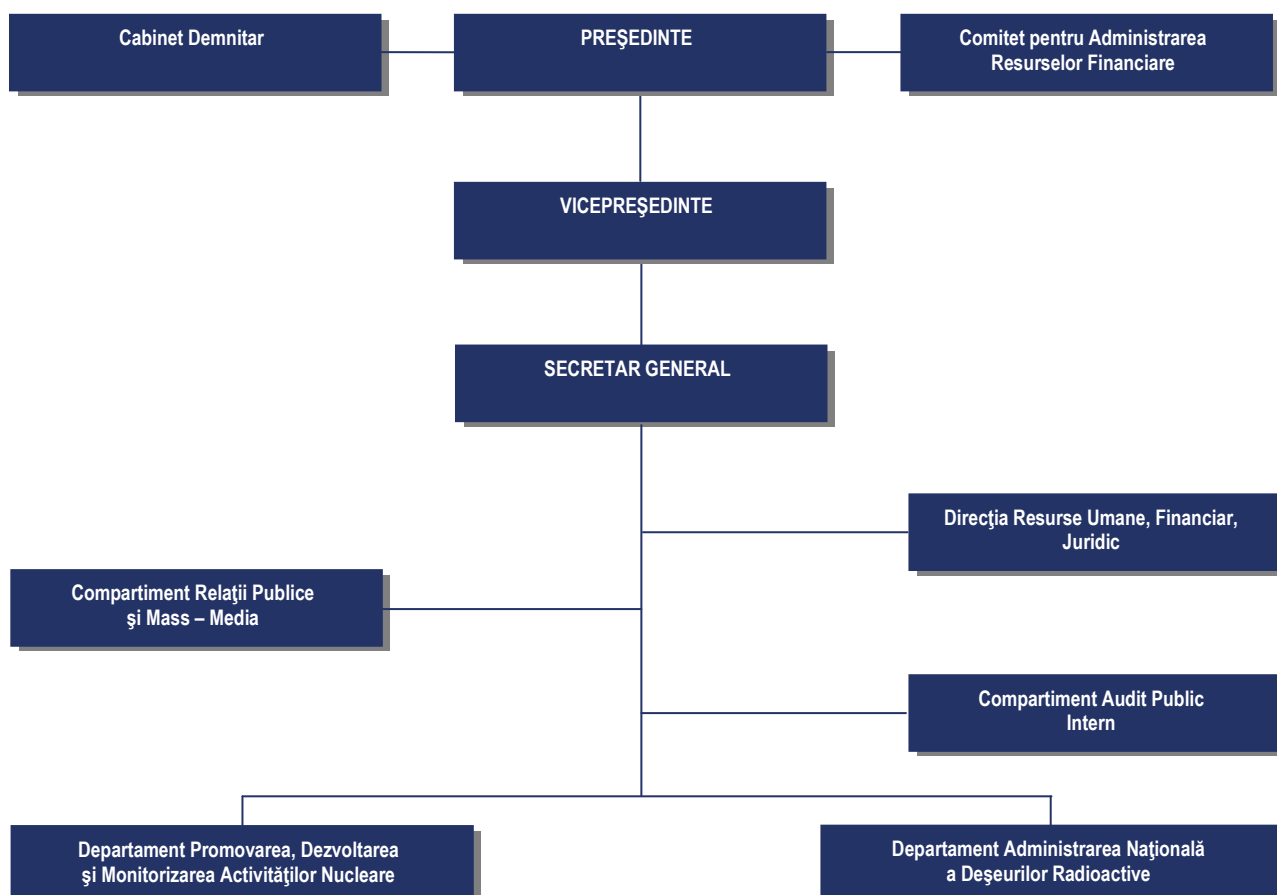 Cabinet Demnitar
PREŞEDINTE
Comitet pentru Administrarea
Resurselor Financiare
VICEPREŞEDINTE
SECRETAR GENERAL
Direcţia Resurse Umane, Financiar,
Juridic
Compartiment Relaţii Publice
şi Mass – Media
Compartiment Audit Public
Intern
Departament Promovarea, Dezvoltarea
şi Monitorizarea Activităţilor Nucleare
Departament Administrarea Naţională
a Deşeurilor Radioactive